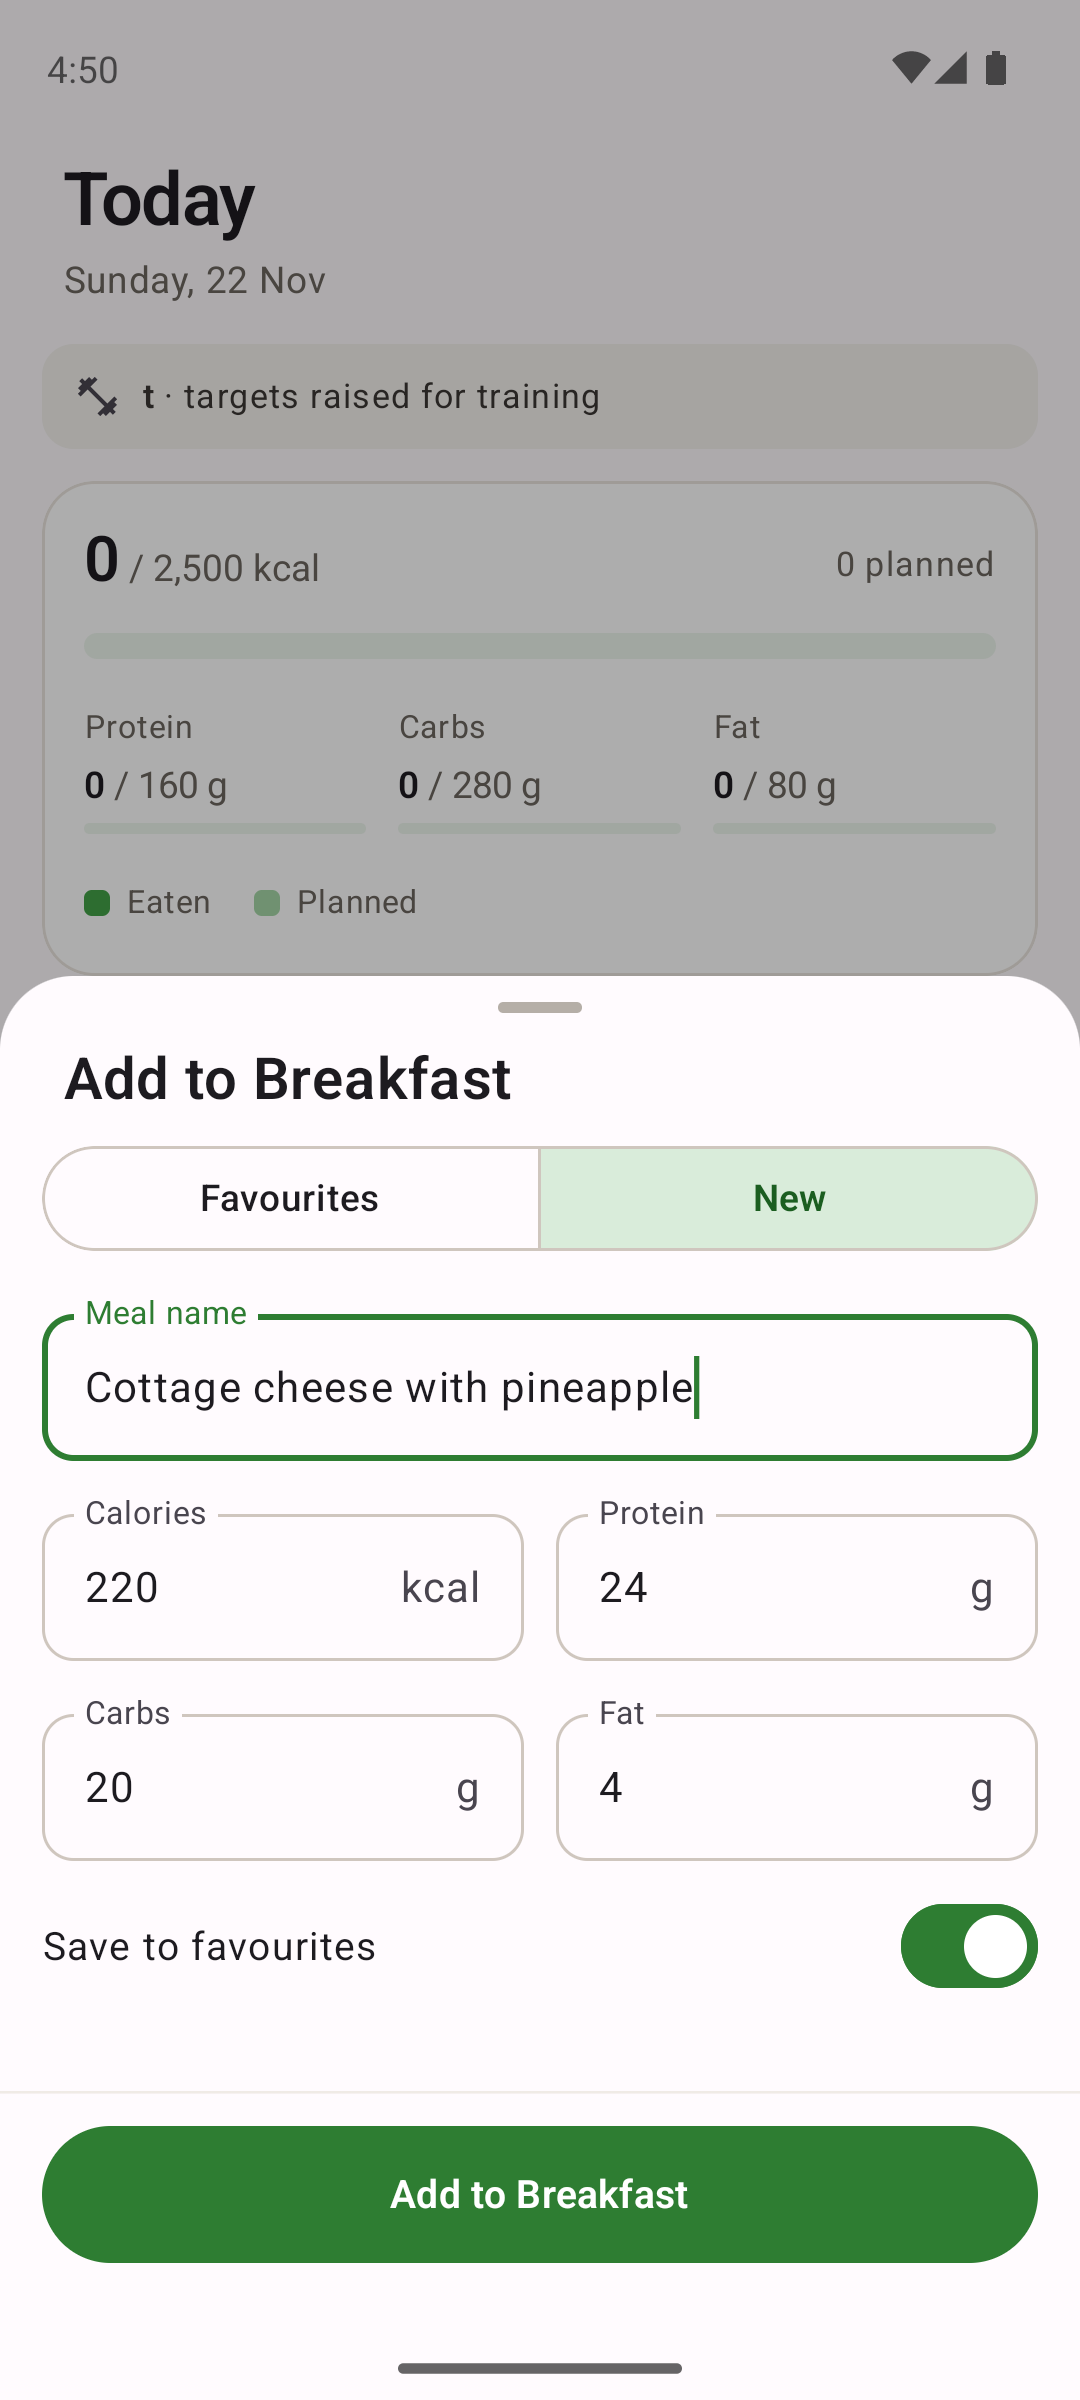 4:50
Today
Sunday, 22 Nov
t · targets raised for training
0 / 2,500 kcal
0 planned
Protein
Carbs
Fat
0 / 160 g
0 / 280 g
0 / 80 g
Eaten
Planned
Add to Breakfast
Favourites
New
Meal name
Cottage cheese with pineapple
Calories
Protein
220 kcal
24 g
Carbs
Fat
20 g
4 g
Save to favourites
Add to Breakfast